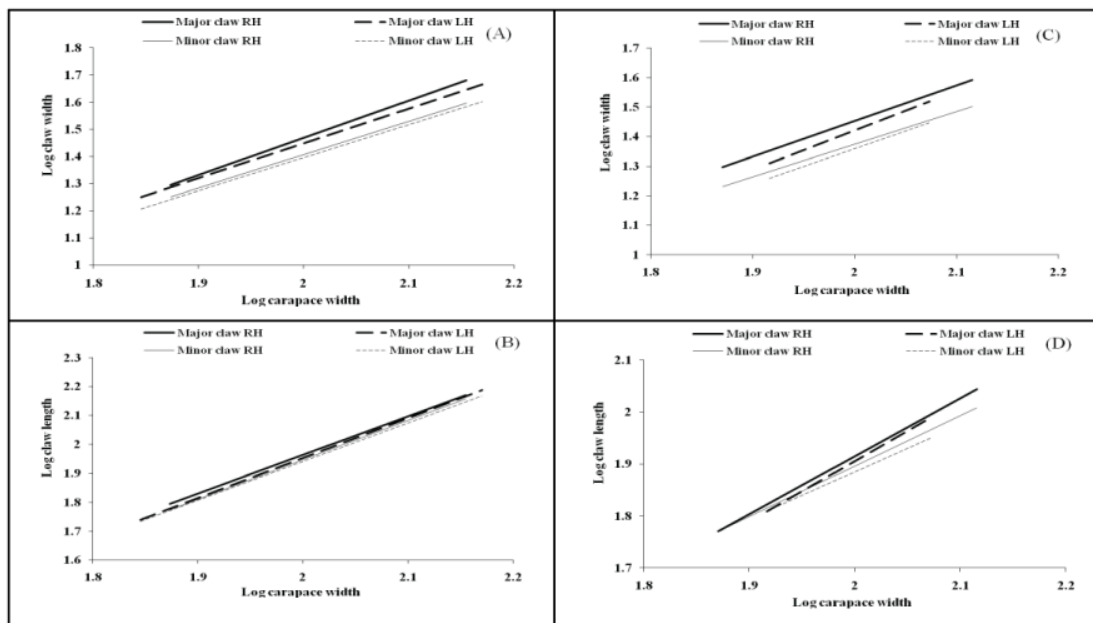 Major claw RH Major claw LH (A)
Minor claw RH Minor claw LH
1.8
1.7
1.6
1.5
1.4
1.3
1.2
1.1
1
Log claw width
1.8 1.9 2 2.1 2.2
Log carapace width
Major claw RH Major claw LH (C)
Minor claw RH Minor claw LH
1.7
1.6
1.5
1.4
1.3
1.2
1.1
1
Log claw width
1.8 1.9 2 2.1 2.2
Log carapace width
Major claw RH Major claw LH (B)
Minor claw RH Minor claw LH
2.3
2.2
2.1
2
1.9
1.8
1.7
1.6
Log claw length
1.8 1.9 2 2.1 2.2
Log carapace width
Major claw RH Major claw LH (D)
Minor claw RH Minor claw LH
2.1
2
1.9
1.8
1.7
Log claw length
1.8 1.9 2 2.1 2.2
Log carapace width